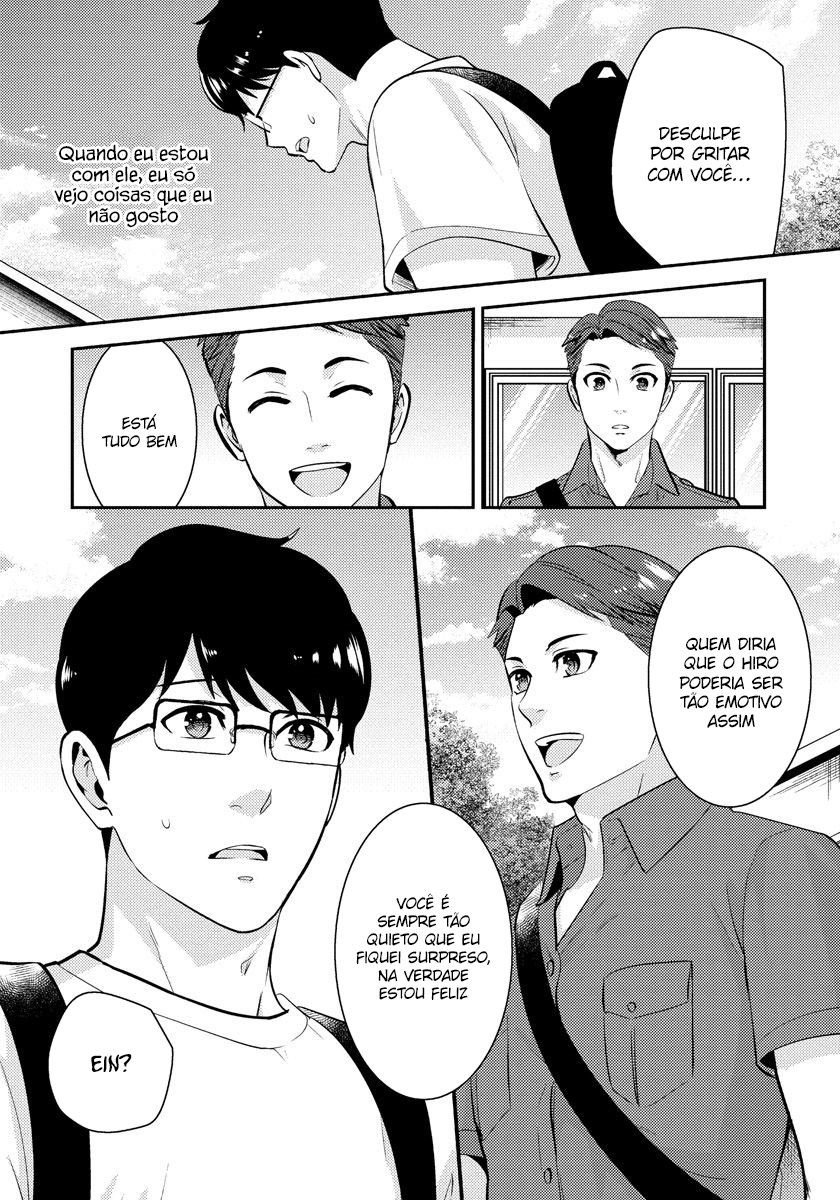 DESCULPE
POR GRITAR
COM VOCÊ...
Quando eu estou
com ele, eu só
vejo coisas que eu
não gosto
ESTÁ
TUDO BEM
QUEM DIRIA
QUE O HIRO
PODERIA SER
TÃO EMOTIVO
ASSIM
VOCÊ É
SEMPRE TÃO
QUIETO QUE EU
FIQUEI SURPRESO,
NA VERDADE
ESTOU FELIZ
EIN?